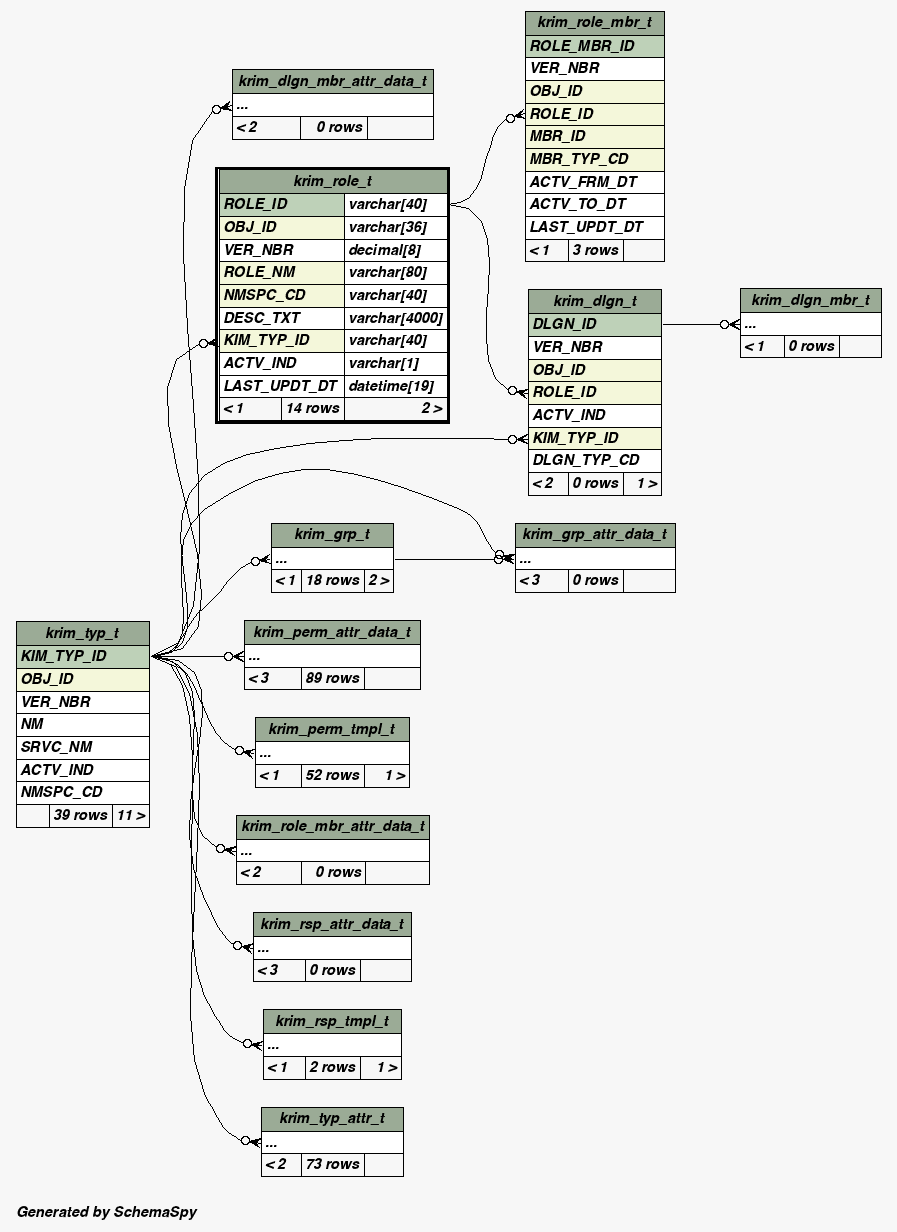 krim_role_mbr_t
ROLE_MBR_ID
VER_NBR
OBJ_ID
ROLE_ID
MBR_ID
MBR_TYP_CD
ACTV_FRM_DT
ACTV_TO_DT
LAST_UPDT_DT
< 1 3 rows
krim_dlgn_mbr_attr_data_t
...
< 2 0 rows
krim_role_t
ROLE_ID varchar[40]
OBJ_ID varchar[36]
VER_NBR decimal[8]
ROLE_NM varchar[80]
NMSPC_CD varchar[40]
DESC_TXT varchar[4000]
KIM_TYP_ID varchar[40]
ACTV_IND varchar[1]
LAST_UPDT_DT datetime[19]
< 1 14 rows 2 >
krim_dlgn_t
DLGN_ID
VER_NBR
OBJ_ID
ROLE_ID
ACTV_IND
KIM_TYP_ID
DLGN_TYP_CD
< 2 0 rows 1 >
krim_dlgn_mbr_t
...
< 1 0 rows
krim_grp_t
...
< 1 18 rows 2 >
krim_grp_attr_data_t
...
< 3 0 rows
krim_typ_t
KIM_TYP_ID
OBJ_ID
VER_NBR
NM
SRVC_NM
ACTV_IND
NMSPC_CD
39 rows 11 >
krim_perm_attr_data_t
...
< 3 89 rows
krim_perm_tmpl_t
...
< 1 52 rows 1 >
krim_role_mbr_attr_data_t
...
< 2 0 rows
krim_rsp_attr_data_t
...
< 3 0 rows
krim_rsp_tmpl_t
...
< 1 2 rows 1 >
krim_typ_attr_t
...
< 2 73 rows
Generated by SchemaSpy